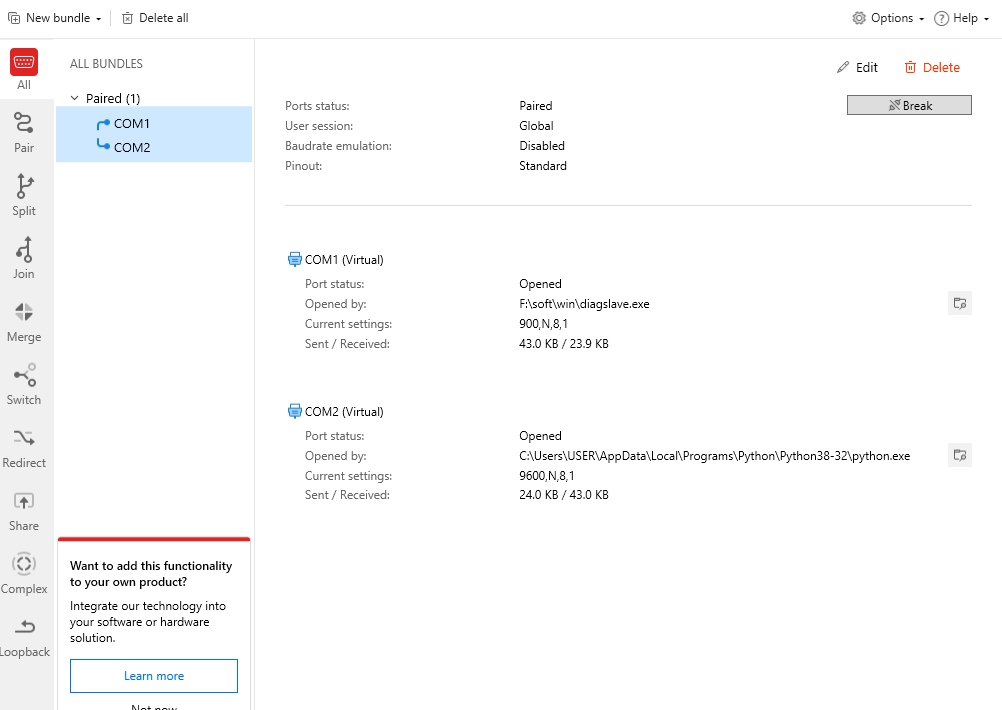 New bundle
Delete all
Options
Help
All
Pair
Split
Join
Merge
Switch
Redirect
Share
Complex
Loopback
ALL BUNDLES
Paired (1)
COM1
COM2
Want to add this functionality
to your own product?
Integrate our technology into
your software or hardware
solution.
Learn more
Not now
Edit
Delete
Ports status: Paired
Break
User session: Global
Baudrate emulation: Disabled
Pinout: Standard
COM1 (Virtual)
Port status: Opened
Opened by: F:\soft\win\diagslave.exe
Current settings: 900,N,8,1
Sent / Received: 43.0 KB / 23.9 KB
COM2 (Virtual)
Port status: Opened
Opened by: C:\Users\USER\AppData\Local\Programs\Python\Python38-32\python.exe
Current settings: 9600,N,8,1
Sent / Received: 24.0 KB / 43.0 KB